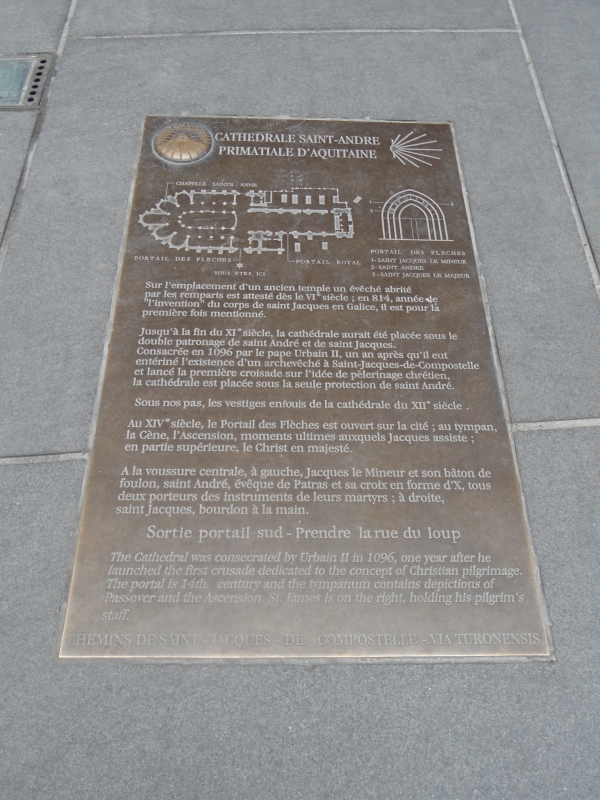 CATHEDRALE SAINT-ANDRE
PRIMATIALE D'AQUITAINE
CHAPELLE SAINTE-ANNE
PORTAIL DES FLECHES
PORTAIL ROYAL
VOUS ETES ICI
PORTAIL DES FLECHES
1- SAINT JACQUES LE MINEUR
2- SAINT ANDRE
3- SAINT JACQUES LE MAJEUR
Sur l'emplacement d'un ancien temple un évêché abrité
par les remparts est attesté dès le VIe siècle ; en 814, année de
"l'invention" du corps de saint Jacques en Galice, il est pour la
première fois mentionné.
Jusqu'à la fin du XIe siècle, la cathédrale aurait été placée sous le
double patronage de saint André et de saint Jacques.
Consacrée en 1096 par le pape Urbain II, un an après qu'il eut
entériné l'existence d'un archevêché à Saint-Jacques-de-Compostelle
et lancé la première croisade sur l'idée de pèlerinage chrétien,
la cathédrale est placée sous la seule protection de saint André.
Sous nos pas, les vestiges enfouis de la cathédrale du XIIe siècle .
Au XIVe siècle, le Portail des Flèches est ouvert sur la cité ; au tympan,
la Cène, l'Ascension, moments ultimes auxquels Jacques assiste ;
en partie supérieure, le Christ en majesté.
A la voussure centrale, à gauche, Jacques le Mineur et son bâton de
foulon, saint André, évêque de Patras et sa croix en forme d'X, tous
deux porteurs des instruments de leurs martyrs ; à droite,
saint Jacques, bourdon à la main.
Sortie portail sud - Prendre la rue du loup
The Cathedral was consecrated by Urbain II in 1096, one year after he
launched the first crusade dedicated to the concept of Christian pilgrimage.
The portal is 14th. century and the tympanum contains depictions of
Passover and the Ascension. St. James is on the right, holding his pilgrim's
staff.
CHEMINS DE SAINT - JACQUES - DE - COMPOSTELLE - VIA TURONENSIS